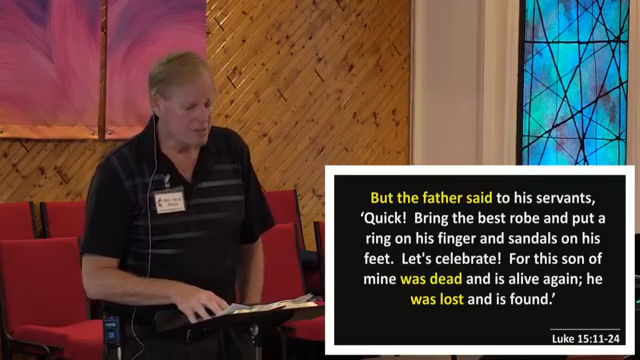 But the father said to his servants,
‘Quick!  Bring the best robe and put a
ring on his finger and sandals on his
feet.  Let's celebrate!  For this son of
mine was dead and is alive again; he
was lost and is found.’
Luke 15:11-24